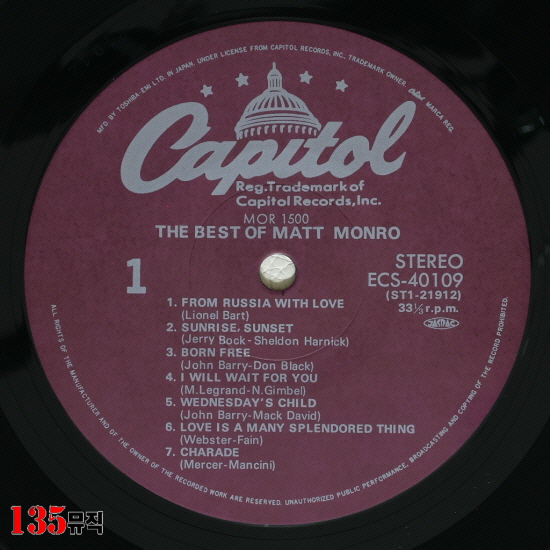 MFD. BY TOSHIBA-EMI LTD. IN JAPAN. UNDER LICENSE FROM CAPITOL RECORDS, INC., TRADEMARK OWNER. Capitol MARCA REG.
Capitol
Reg.Trademark of
Capitol Records,Inc.
MOR 1500
THE BEST OF MATT MONRO
1
STEREO
ECS-40109
(ST1-21912)
33⅓ r.p.m.
JASRAC
1. FROM RUSSIA WITH LOVE
(Lionel Bart)
2. SUNRISE, SUNSET
(Jerry Bock-Sheldon Harnick)
3. BORN FREE
(John Barry-Don Black)
4. I WILL WAIT FOR YOU
(M.Legrand-N.Gimbel)
5. WEDNESDAY'S CHILD
(John Barry-Mack David)
6. LOVE IS A MANY SPLENDORED THING
(Webster-Fain)
7. CHARADE
(Mercer-Mancini)
ALL RIGHTS OF THE MANUFACTURER AND OF THE OWNER OF THE RECORDED WORK ARE RESERVED. UNAUTHORIZED PUBLIC PERFORMANCE, BROADCASTING AND COPYING OF THE RECORD PROHIBITED.
135뮤직